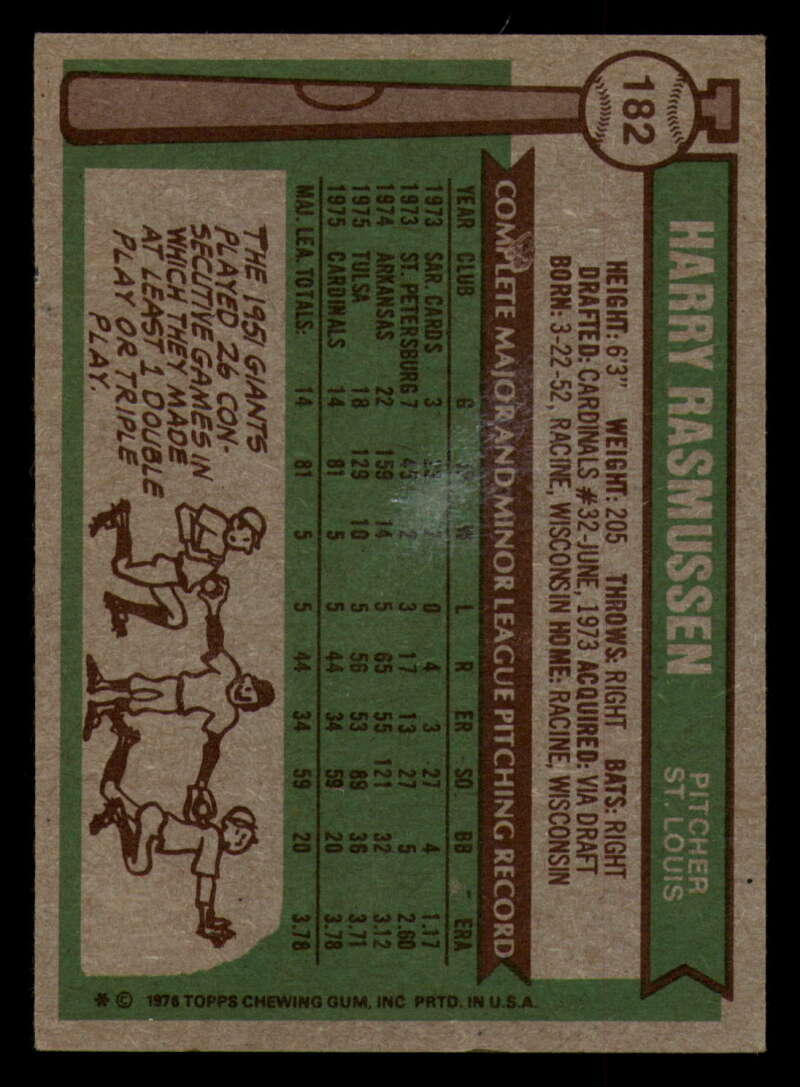 182
HARRY RASMUSSEN
PITCHER
ST. LOUIS
HEIGHT: 6'3" WEIGHT: 205 THROWS: RIGHT BATS: RIGHT
DRAFTED: CARDINALS #32-JUNE, 1973 ACQUIRED: VIA DRAFT
BORN: 3-22-52, RACINE, WISCONSIN HOME: RACINE, WISCONSIN
COMPLETE MAJOR AND MINOR LEAGUE PITCHING RECORD
YEAR CLUB G W L R ER SO BB ERA
1973 SAR. CARDS 3 0 4 3 27 4 1.17
1973 ST. PETERSBURG 7 45 2 3 17 13 27 5 2.60
1974 ARKANSAS 22 159 14 5 65 55 121 32 3.12
1975 TULSA 18 129 10 5 56 53 89 36 3.71
1975 CARDINALS 14 81 5 5 44 34 59 20 3.78
MAJ. LEA. TOTALS: 14 81 5 5 44 34 59 20 3.78
THE 1951 GIANTS
PLAYED 26 CON-
SECUTIVE GAMES IN
WHICH THEY MADE
AT LEAST 1 DOUBLE
PLAY OR TRIPLE
PLAY.
* © 1976 TOPPS CHEWING GUM, INC PRTD. IN U.S.A.